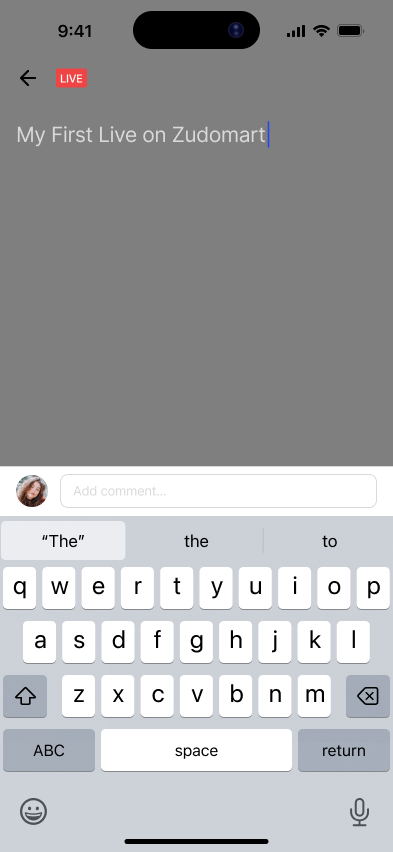 9:41
LIVE
My First Live on Zudomart
Add comment...
“The” the to
q w e r t y u i o p
a s d f g h j k l
z x c v b n m
ABC space return